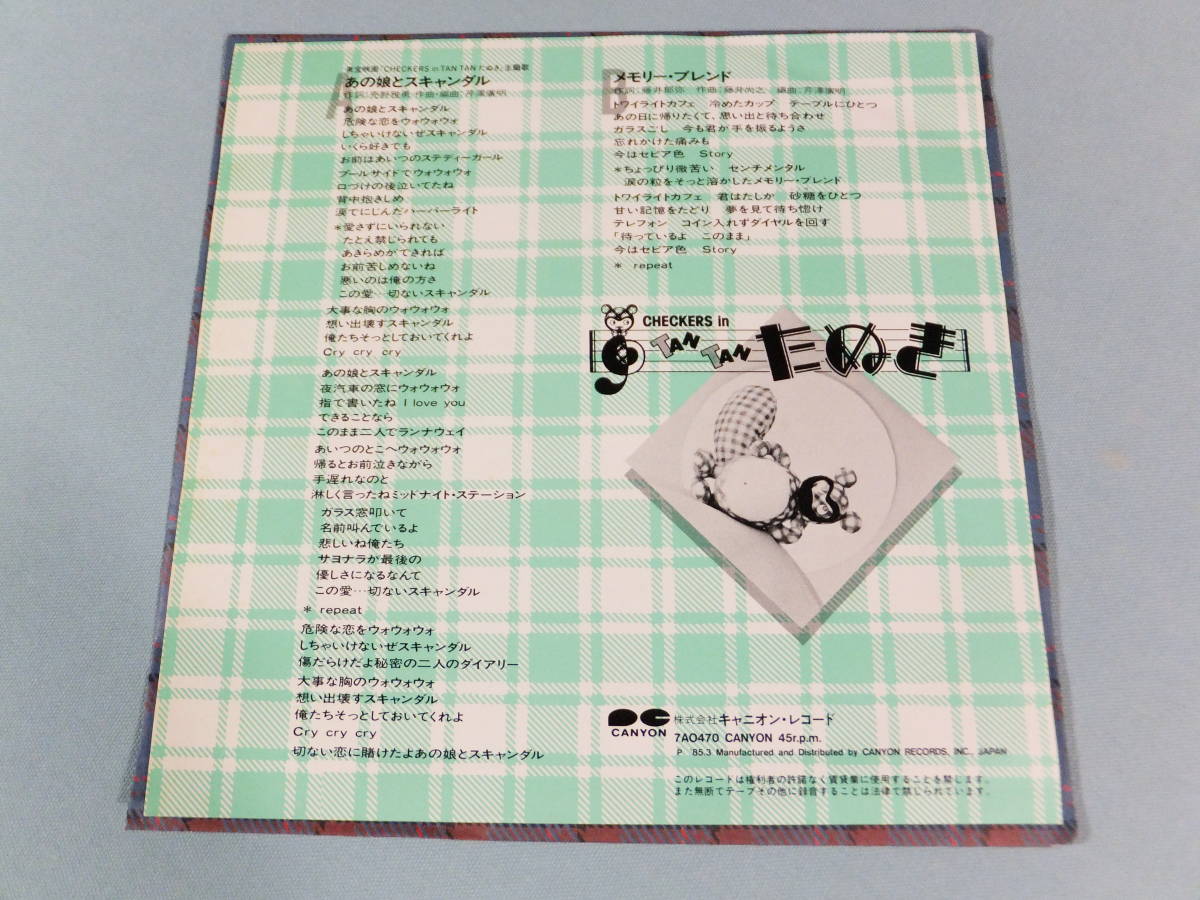 A
東宝映画「CHECKERS in TAN TAN たぬき」主題歌
あの娘とスキャンダル
作詞:売野雅勇 作曲・編曲:芹澤廣明
あの娘とスキャンダル
危険な恋をウォウォウォ
しちゃいけないぜスキャンダル
いくら好きでも
お前はあいつのステディーガール
プールサイドでウォウォウォ
口づけの後泣いてたね
背中抱きしめ
涙でにじんだハーバーライト
*愛さずにいられない
たとえ禁じられても
あきらめができれば
お前苦しめないね
悪いのは俺の方さ
この愛…切ないスキャンダル
大事な胸のウォウォウォ
想い出壊すスキャンダル
俺たちそっとしておいてくれよ
Cry cry cry
あの娘とスキャンダル
夜汽車の窓にウォウォウォ
指で書いたね I love you
できることなら
このまま二人でランナウェイ
あいつのとこへウォウォウォ
帰るとお前泣きながら
手遅れなのと
淋しく言ったねミッドナイト・ステーション
ガラス窓叩いて
名前叫んでいるよ
悲しいね俺たち
サヨナラが最後の
優しさになるなんて
この愛…切ないスキャンダル
* repeat
危険な恋をウォウォウォ
しちゃいけないぜスキャンダル
傷だらけだよ秘密の二人のダイアリー
大事な胸のウォウォウォ
想い出壊すスキャンダル
俺たちそっとしておいてくれよ
Cry cry cry
切ない恋に賭けたよあの娘とスキャンダル
B
メモリー・ブレンド
作詞:藤井郁弥 作曲:藤井尚之 編曲:芹澤廣明
トワイライトカフェ 冷めたカップ テーブルにひとつ
あの日に帰りたくて、思い出と待ち合わせ
ガラスごし 今も君が手を振るようさ
忘れかけた痛みも
今はセピア色 Story
*ちょっぴり微苦い センチメンタル
涙の粒をそっと溶かしたメモリー・ブレンド
トワイライトカフェ 君はたしか 砂糖をひとつ
甘い記憶をたどり 夢を見て待ち惚け
テレフォン コイン入れずダイヤルを回す
「待っているよ このまま」
今はセピア色 Story
* repeat
CHECKERS in
TAN TAN たぬき
CANYON
株式会社キャニオン・レコード
7A0470 CANYON 45r.p.m.
P '85.3 Manufactured and Distributed by CANYON RECORDS, INC., JAPAN
このレコードは権利者の許諾なく賃貸業に使用することを禁じます。
また無断でテープその他に録音することは法律で禁じられています。